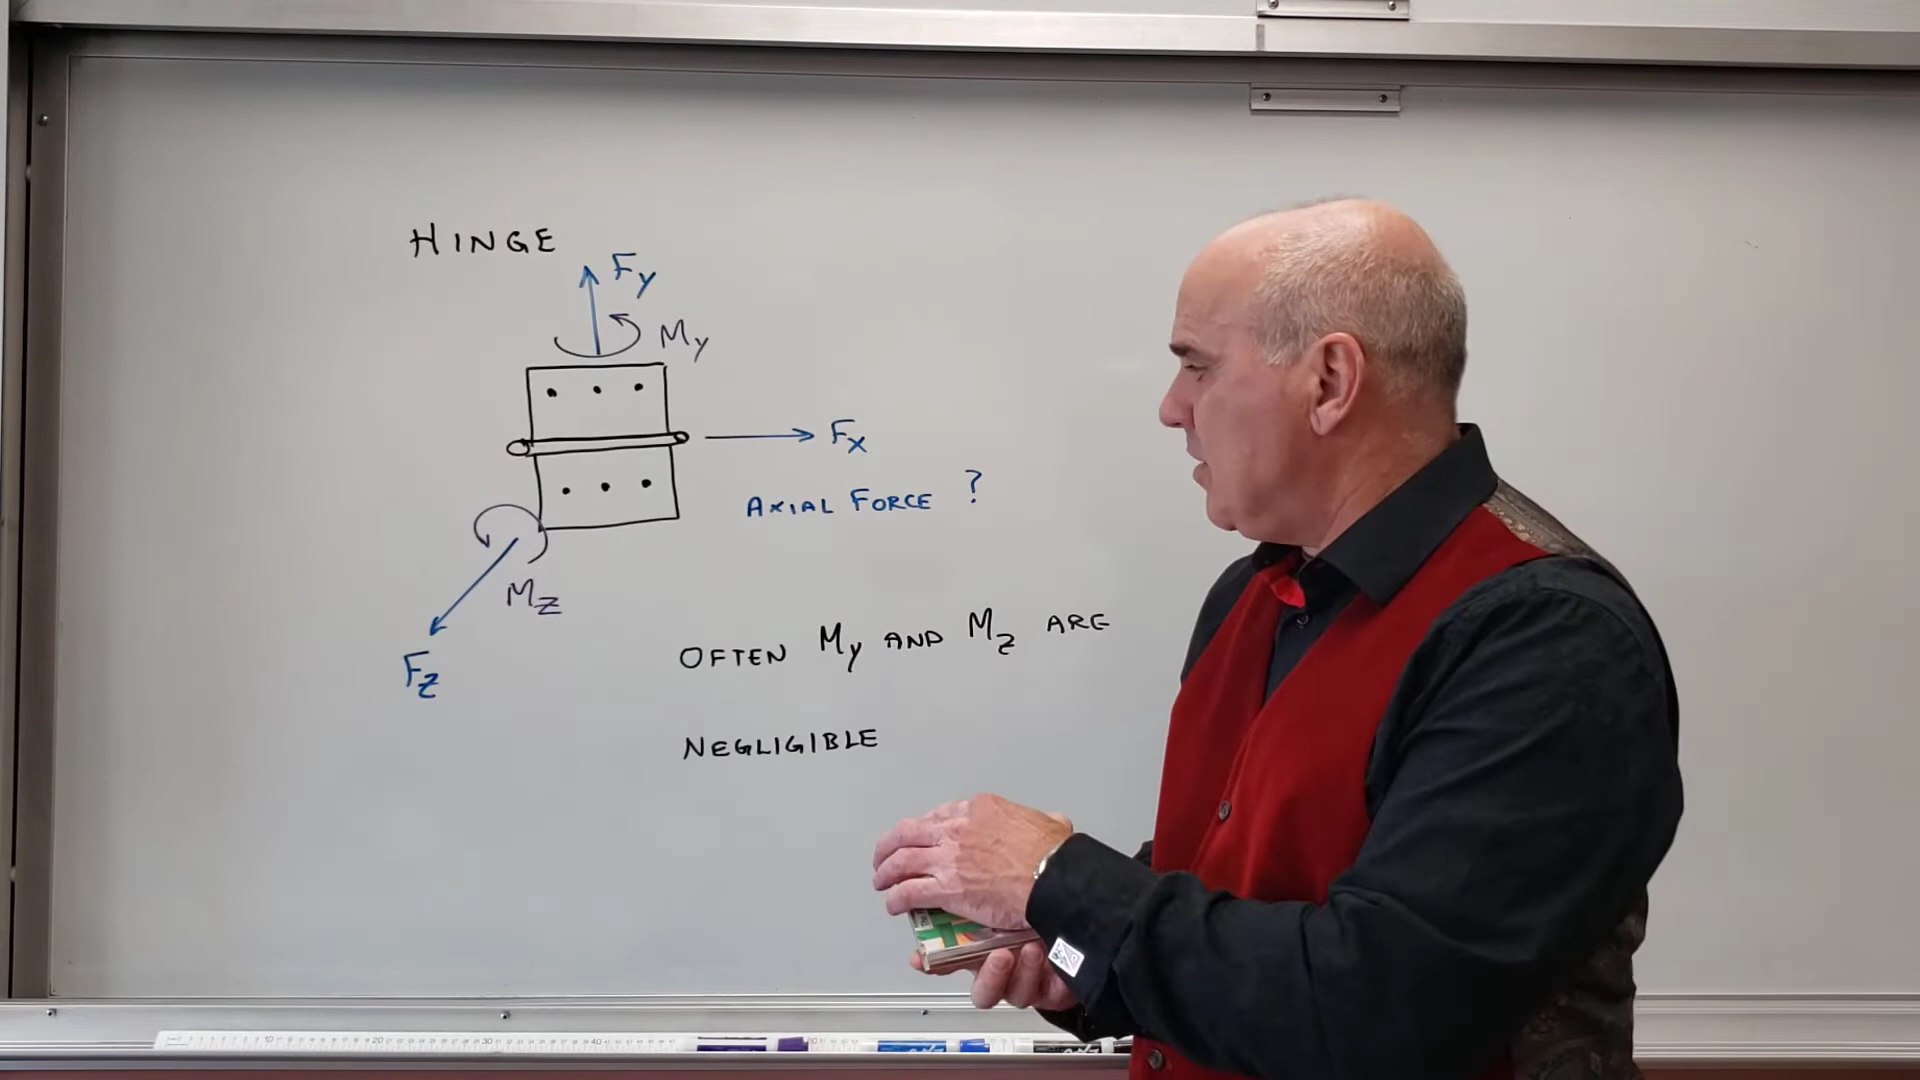 HINGE
Fy
My
Fx
AXIAL FORCE ?
Mz
Fz
OFTEN My AND Mz ARE
NEGLIGIBLE